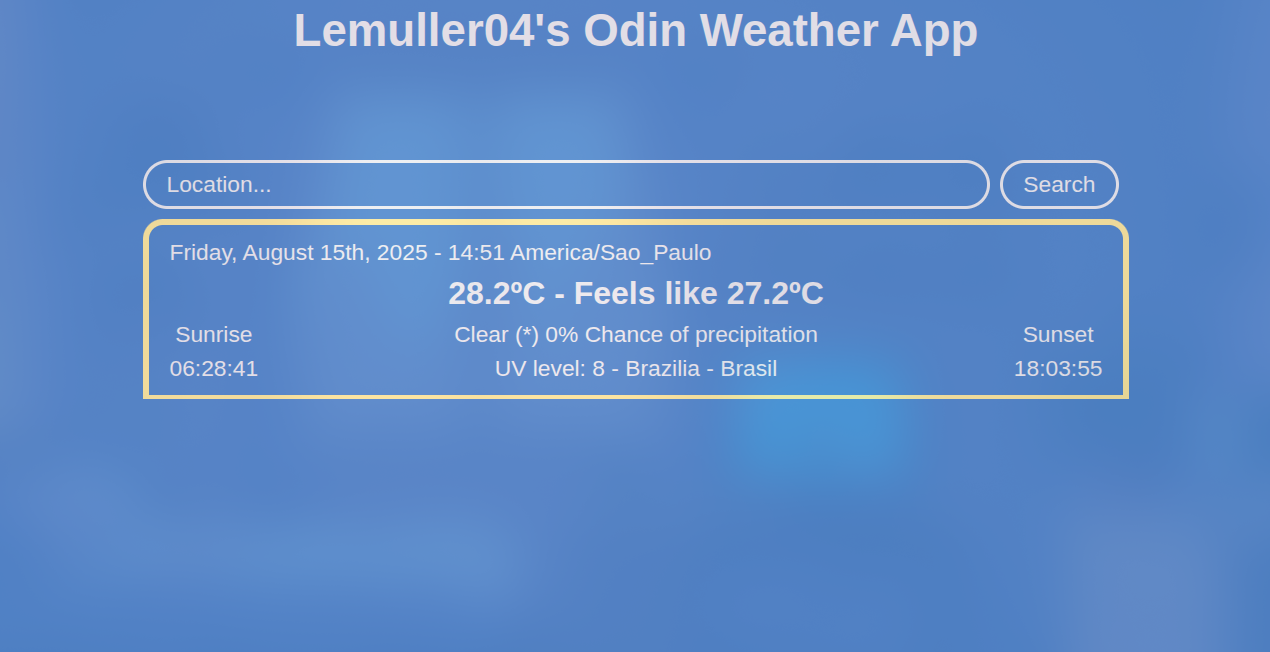 Lemuller04's Odin Weather App
Location...
Search
Friday, August 15th, 2025 - 14:51 America/Sao_Paulo
28.2ºC - Feels like 27.2ºC
Sunrise
Clear (*) 0% Chance of precipitation
Sunset
06:28:41
UV level: 8 - Brazilia - Brasil
18:03:55